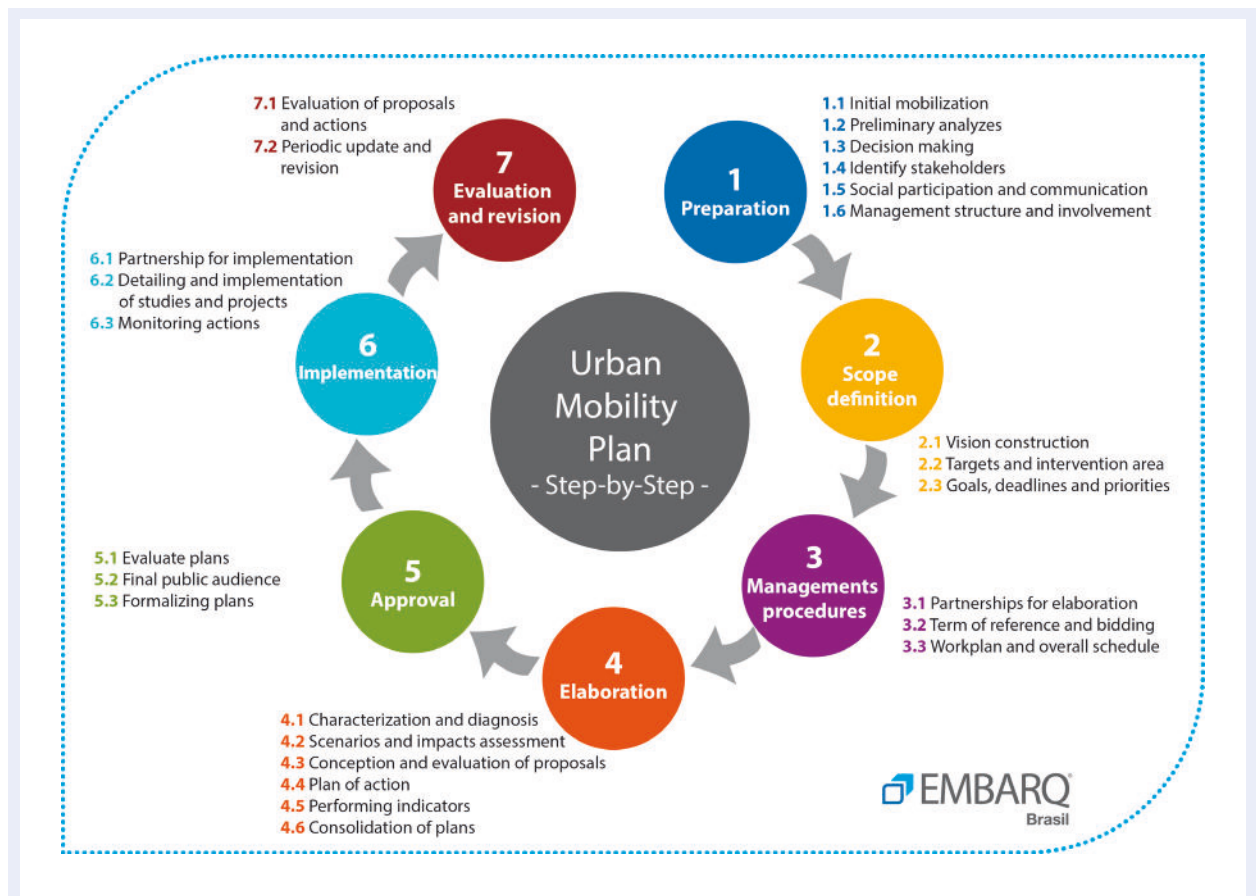 Urban
Mobility
Plan
- Step-by-Step -
1
Preparation
1.1 Initial mobilization
1.2 Preliminary analyzes
1.3 Decision making
1.4 Identify stakeholders
1.5 Social participation and communication
1.6 Management structure and involvement
2
Scope
definition
2.1 Vision construction
2.2 Targets and intervention area
2.3 Goals, deadlines and priorities
3
Managements
procedures
3.1 Partnerships for elaboration
3.2 Term of reference and bidding
3.3 Workplan and overall schedule
4
Elaboration
4.1 Characterization and diagnosis
4.2 Scenarios and impacts assessment
4.3 Conception and evaluation of proposals
4.4 Plan of action
4.5 Performing indicators
4.6 Consolidation of plans
5
Approval
5.1 Evaluate plans
5.2 Final public audience
5.3 Formalizing plans
6
Implementation
6.1 Partnership for implementation
6.2 Detailing and implementation
of studies and projects
6.3 Monitoring actions
7
Evaluation
and revision
7.1 Evaluation of proposals
and actions
7.2 Periodic update and
revision
EMBARQ®
Brasil